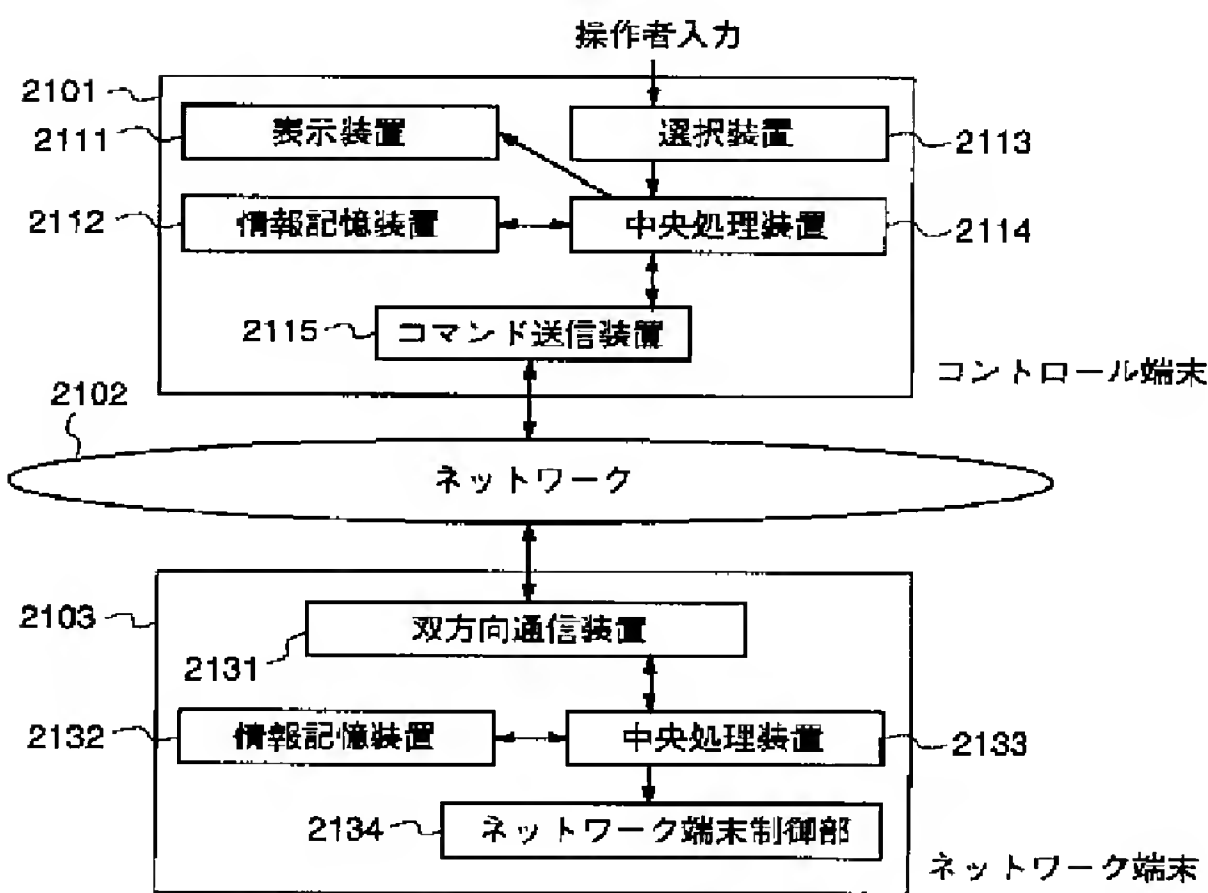 操作者入力
2101
2111
表示装置
選択装置
2113
2112
情報記憶装置
中央処理装置
2114
2115
コマンド送信装置
コントロール端末
2102
ネットワーク
2103
双方向通信装置
2131
2132
情報記憶装置
中央処理装置
2133
2134
ネットワーク端末制御部
ネットワーク端末